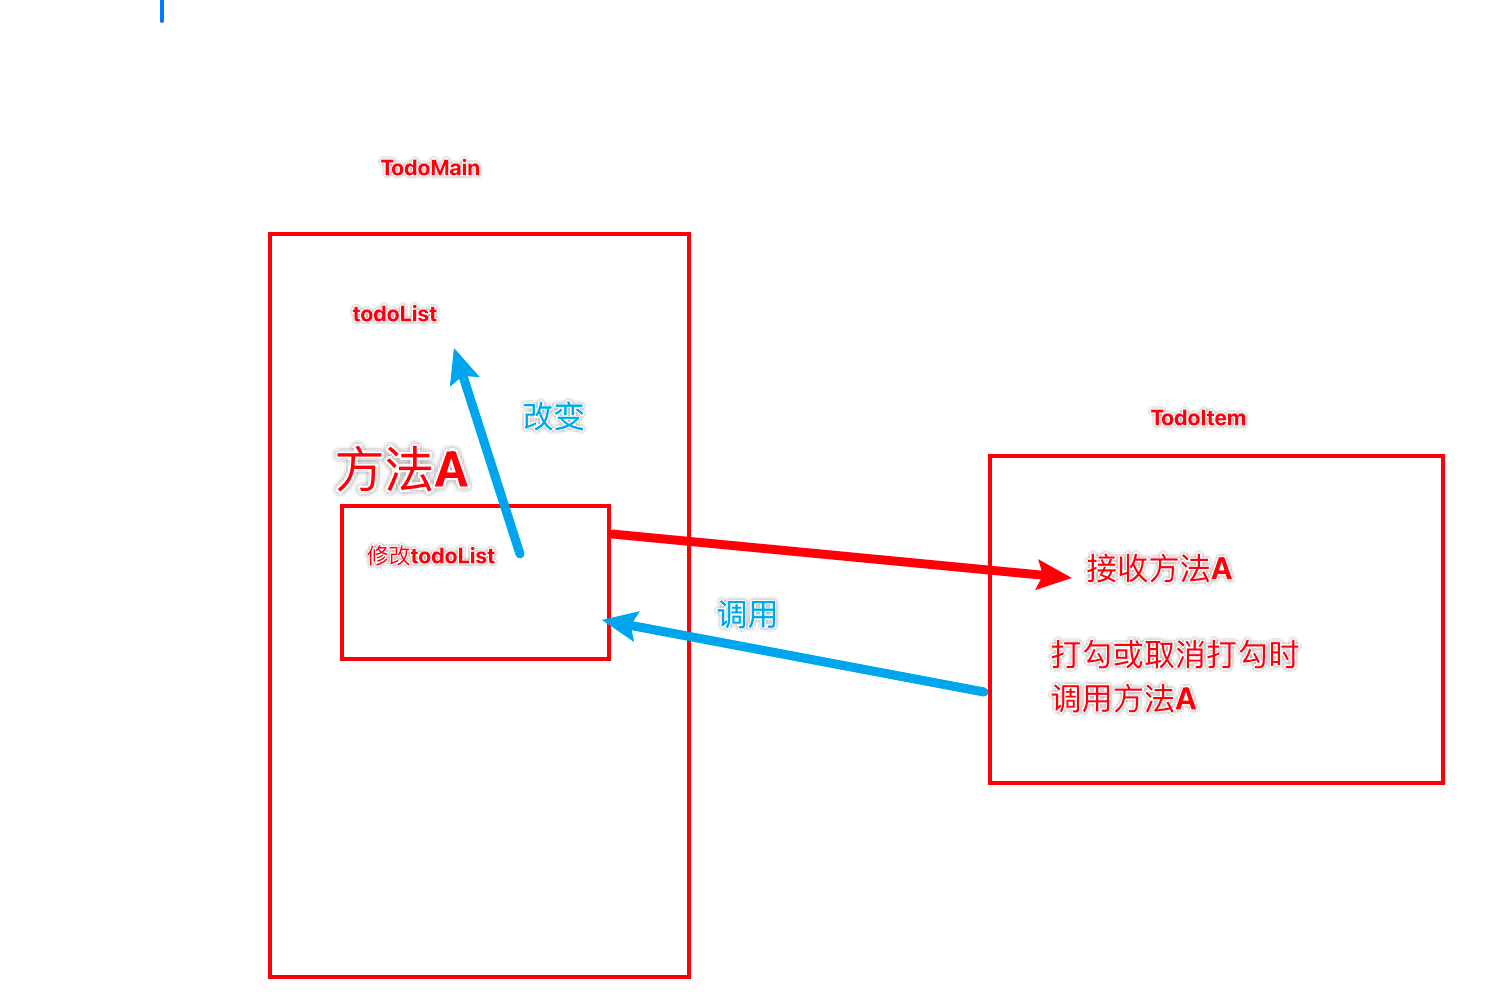 TodoMain
todoList
改变
方法A
修改todoList
调用
TodoItem
接收方法A
打勾或取消打勾时
调用方法A